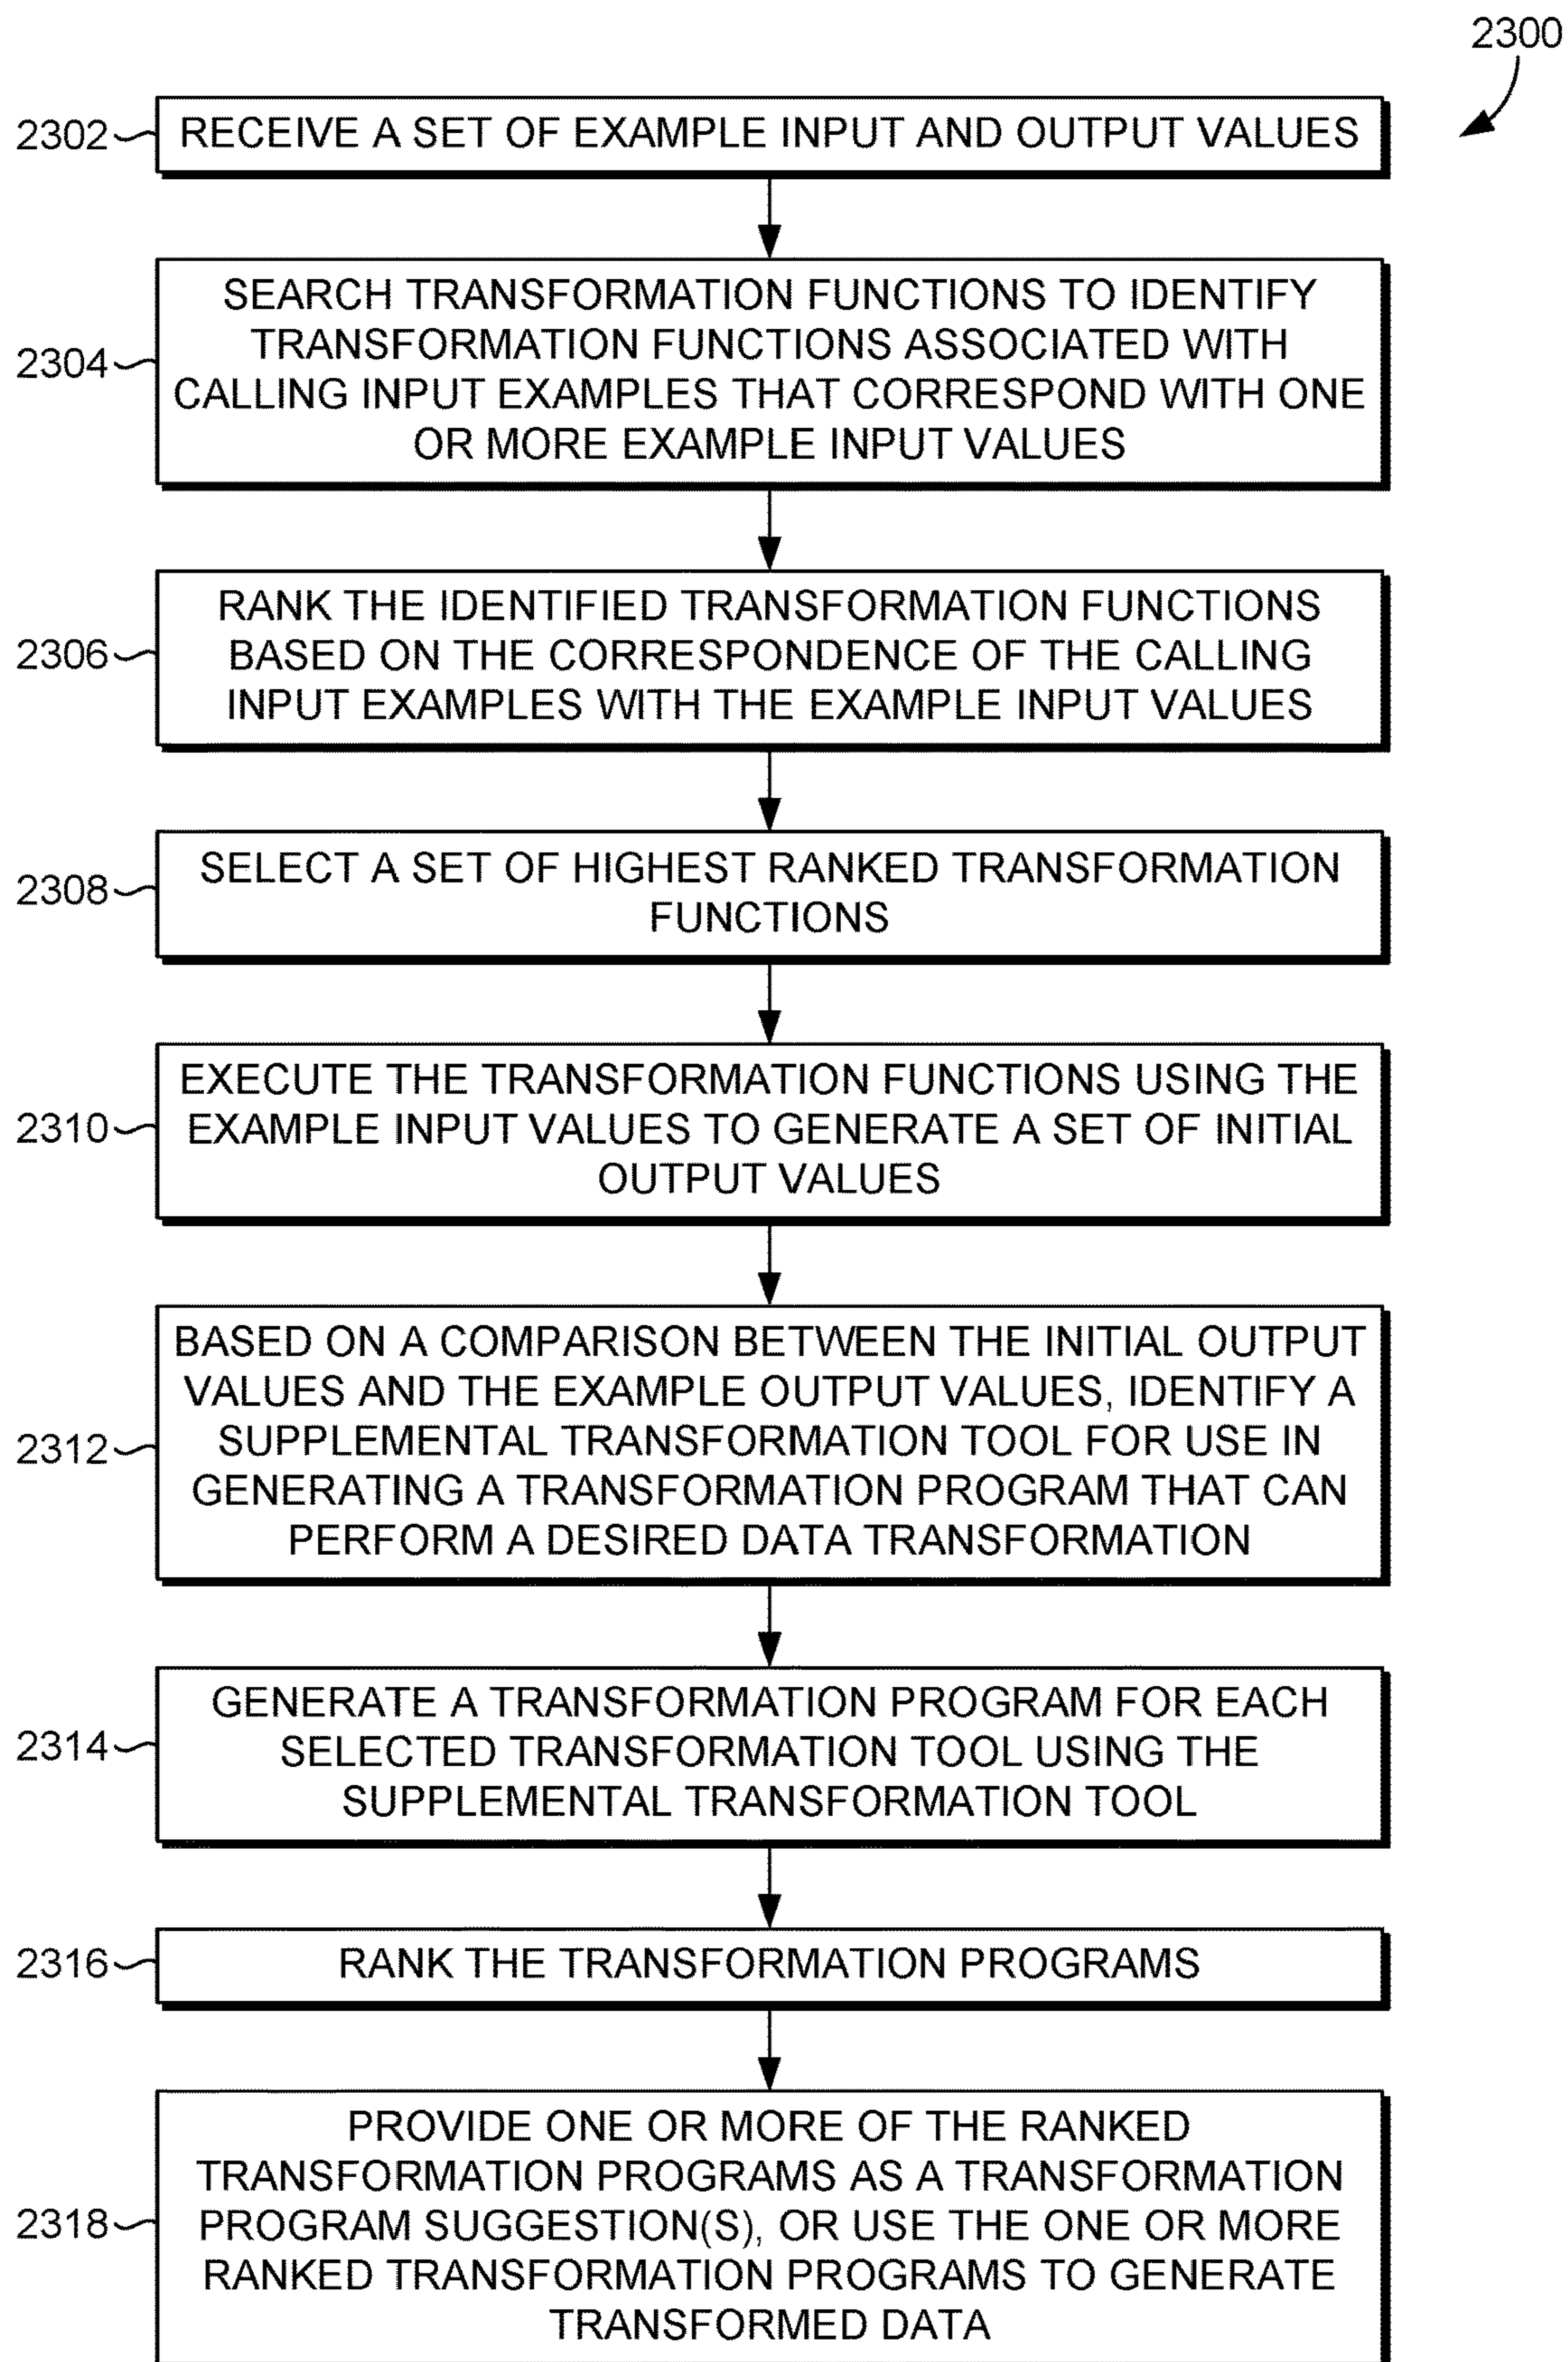 2300
2302
RECEIVE A SET OF EXAMPLE INPUT AND OUTPUT VALUES
2304
SEARCH TRANSFORMATION FUNCTIONS TO IDENTIFY
TRANSFORMATION FUNCTIONS ASSOCIATED WITH
CALLING INPUT EXAMPLES THAT CORRESPOND WITH ONE
OR MORE EXAMPLE INPUT VALUES
2306
RANK THE IDENTIFIED TRANSFORMATION FUNCTIONS
BASED ON THE CORRESPONDENCE OF THE CALLING
INPUT EXAMPLES WITH THE EXAMPLE INPUT VALUES
2308
SELECT A SET OF HIGHEST RANKED TRANSFORMATION
FUNCTIONS
2310
EXECUTE THE TRANSFORMATION FUNCTIONS USING THE
EXAMPLE INPUT VALUES TO GENERATE A SET OF INITIAL
OUTPUT VALUES
2312
BASED ON A COMPARISON BETWEEN THE INITIAL OUTPUT
VALUES AND THE EXAMPLE OUTPUT VALUES, IDENTIFY A
SUPPLEMENTAL TRANSFORMATION TOOL FOR USE IN
GENERATING A TRANSFORMATION PROGRAM THAT CAN
PERFORM A DESIRED DATA TRANSFORMATION
2314
GENERATE A TRANSFORMATION PROGRAM FOR EACH
SELECTED TRANSFORMATION TOOL USING THE
SUPPLEMENTAL TRANSFORMATION TOOL
2316
RANK THE TRANSFORMATION PROGRAMS
2318
PROVIDE ONE OR MORE OF THE RANKED
TRANSFORMATION PROGRAMS AS A TRANSFORMATION
PROGRAM SUGGESTION(S), OR USE THE ONE OR MORE
RANKED TRANSFORMATION PROGRAMS TO GENERATE
TRANSFORMED DATA